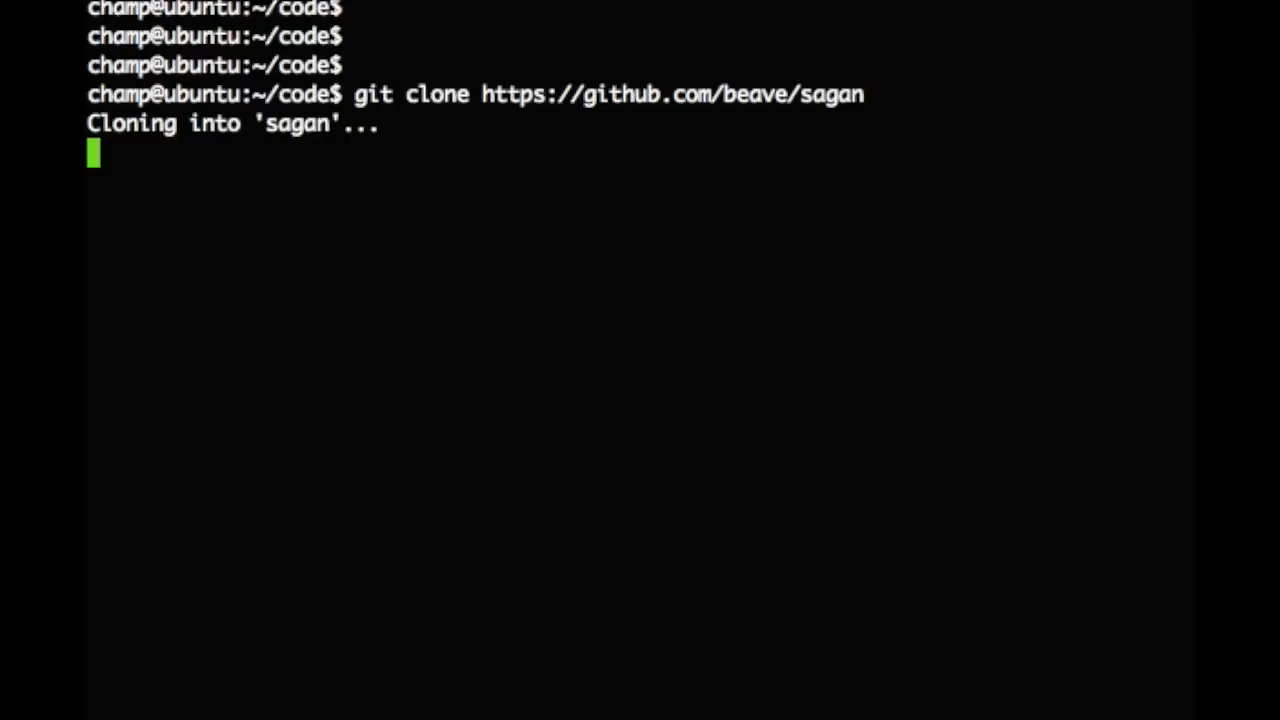 champ@ubuntu:~/code$
champ@ubuntu:~/code$
champ@ubuntu:~/code$
champ@ubuntu:~/code$ git clone https://github.com/beave/sagan
Cloning into 'sagan'...